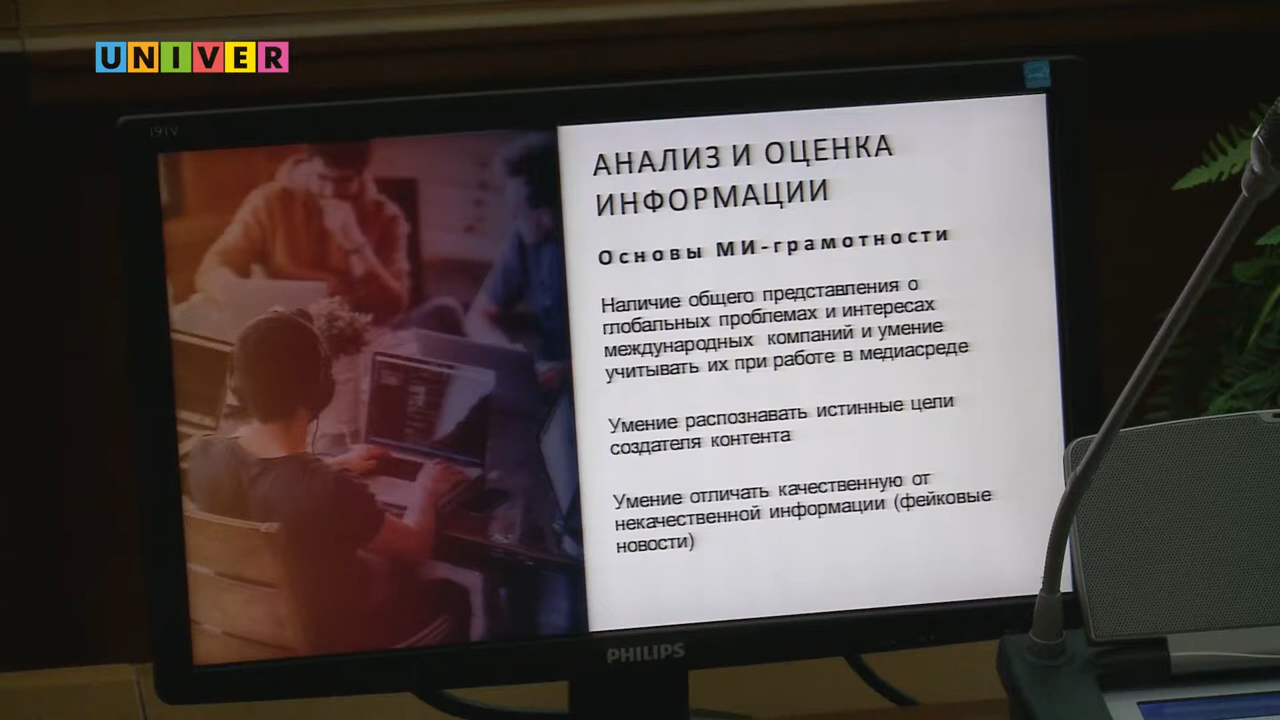 UNIVER
191V
АНАЛИЗ И ОЦЕНКА
ИНФОРМАЦИИ
Основы МИ-грамотности
Наличие общего представления о
глобальных проблемах и интересах
международных компаний и умение
учитывать их при работе в медиасреде
Умение распознавать истинные цели
создателя контента
Умение отличать качественную от
некачественной информации (фейковые
новости)
PHILIPS